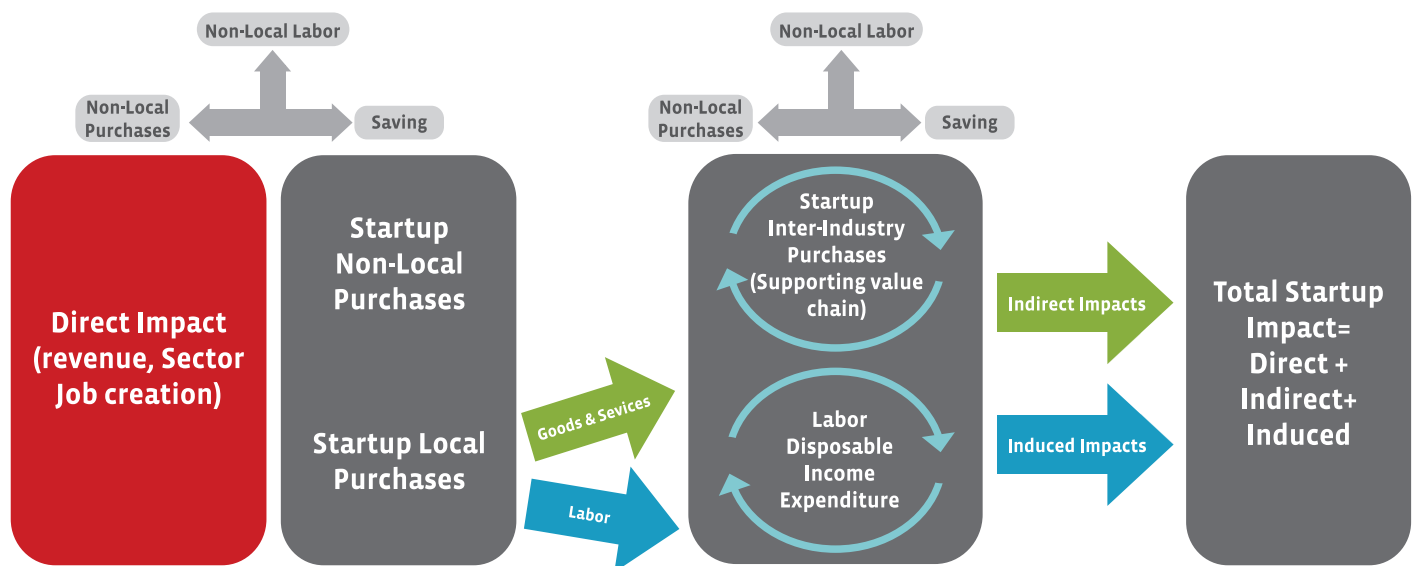 Non-Local Labor
Non-Local
Purchases
Saving
Non-Local Labor
Non-Local
Purchases
Saving
Direct Impact
(revenue, Sector
Job creation)
Startup
Non-Local
Purchases
Startup Local
Purchases
Goods & Sevices
Labor
Startup
Inter-Industry
Purchases
(Supporting value
chain)
Labor
Disposable
Income
Expenditure
Indirect Impacts
Induced Impacts
Total Startup
Impact=
Direct +
Indirect+
Induced